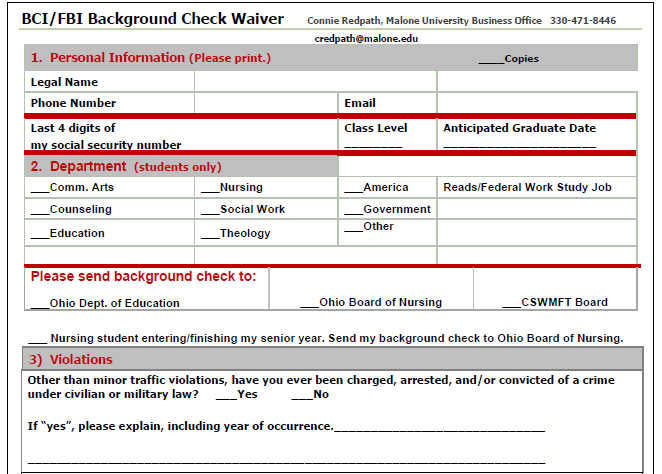 BCI/FBI Background Check Waiver Connie Redpath, Malone University Business Office 330-471-8446
credpath@malone.edu
1. Personal Information (Please print.) ____Copies
Legal Name
Phone Number Email
Last 4 digits of Class Level Anticipated Graduate Date
my social security number ________ _____________________
2. Department (students only)
___Comm. Arts ___Nursing ___America Reads/Federal Work Study Job
___Counseling ___Social Work ___Government
___Education ___Theology ___Other
Please send background check to:
___Ohio Dept. of Education ___Ohio Board of Nursing ___CSWMFT Board
___ Nursing student entering/finishing my senior year. Send my background check to Ohio Board of Nursing.
3) Violations
Other than minor traffic violations, have you ever been charged, arrested, and/or convicted of a crime
under civilian or military law? ___Yes ___No
If “yes”, please explain, including year of occurrence.______________________________
__________________________________________________________________________